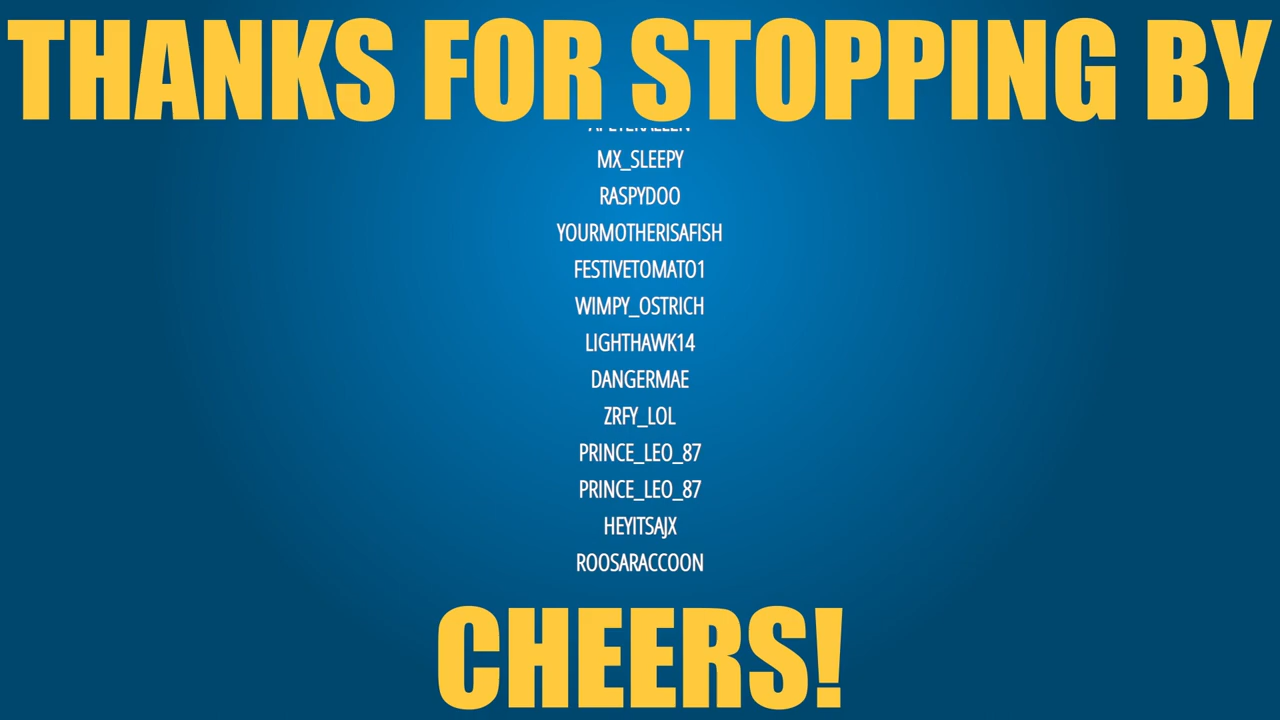 THANKS FOR STOPPING BY
MX_SLEEPY
RASPYDOO
YOURMOTHERISAFISH
FESTIVETOMATO1
WIMPY_OSTRICH
LIGHTHAWK14
DANGERMAE
ZRFY_LOL
PRINCE_LEO_87
PRINCE_LEO_87
HEYITSAJX
ROOSARACCOON
CHEERS!